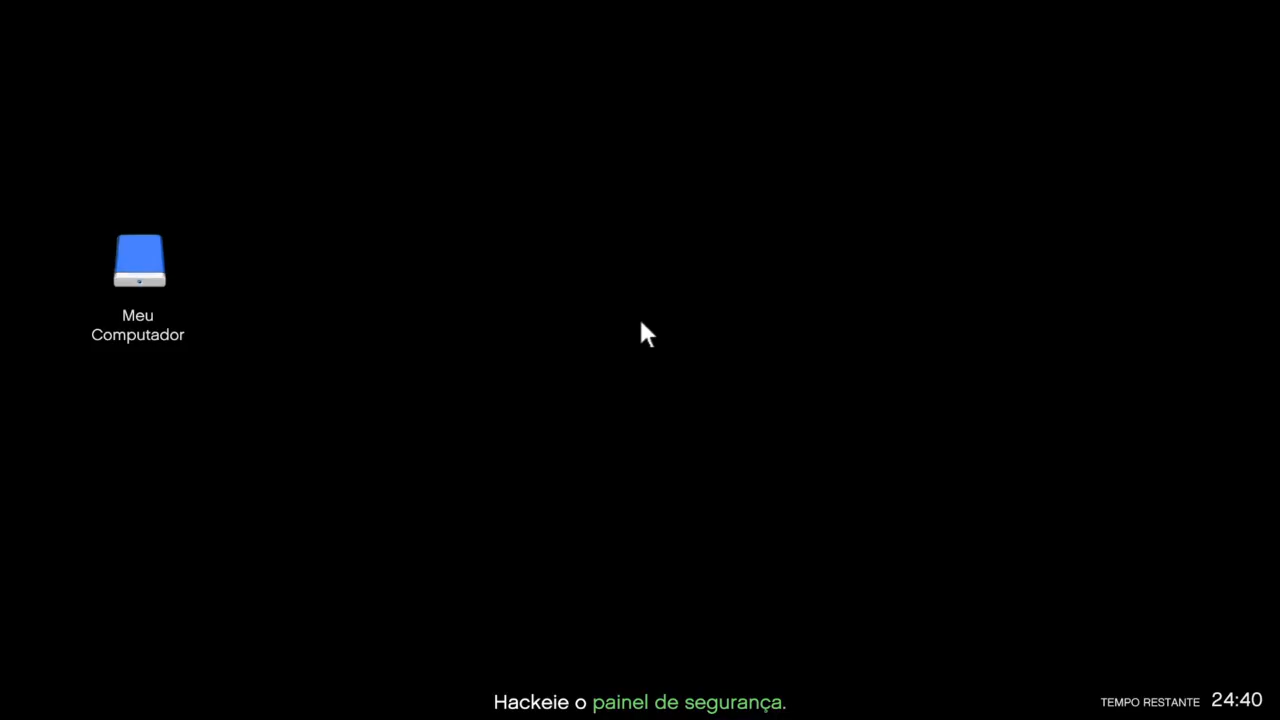 Meu
Computador
Hackeie o painel de segurança.
TEMPO RESTANTE 24:40